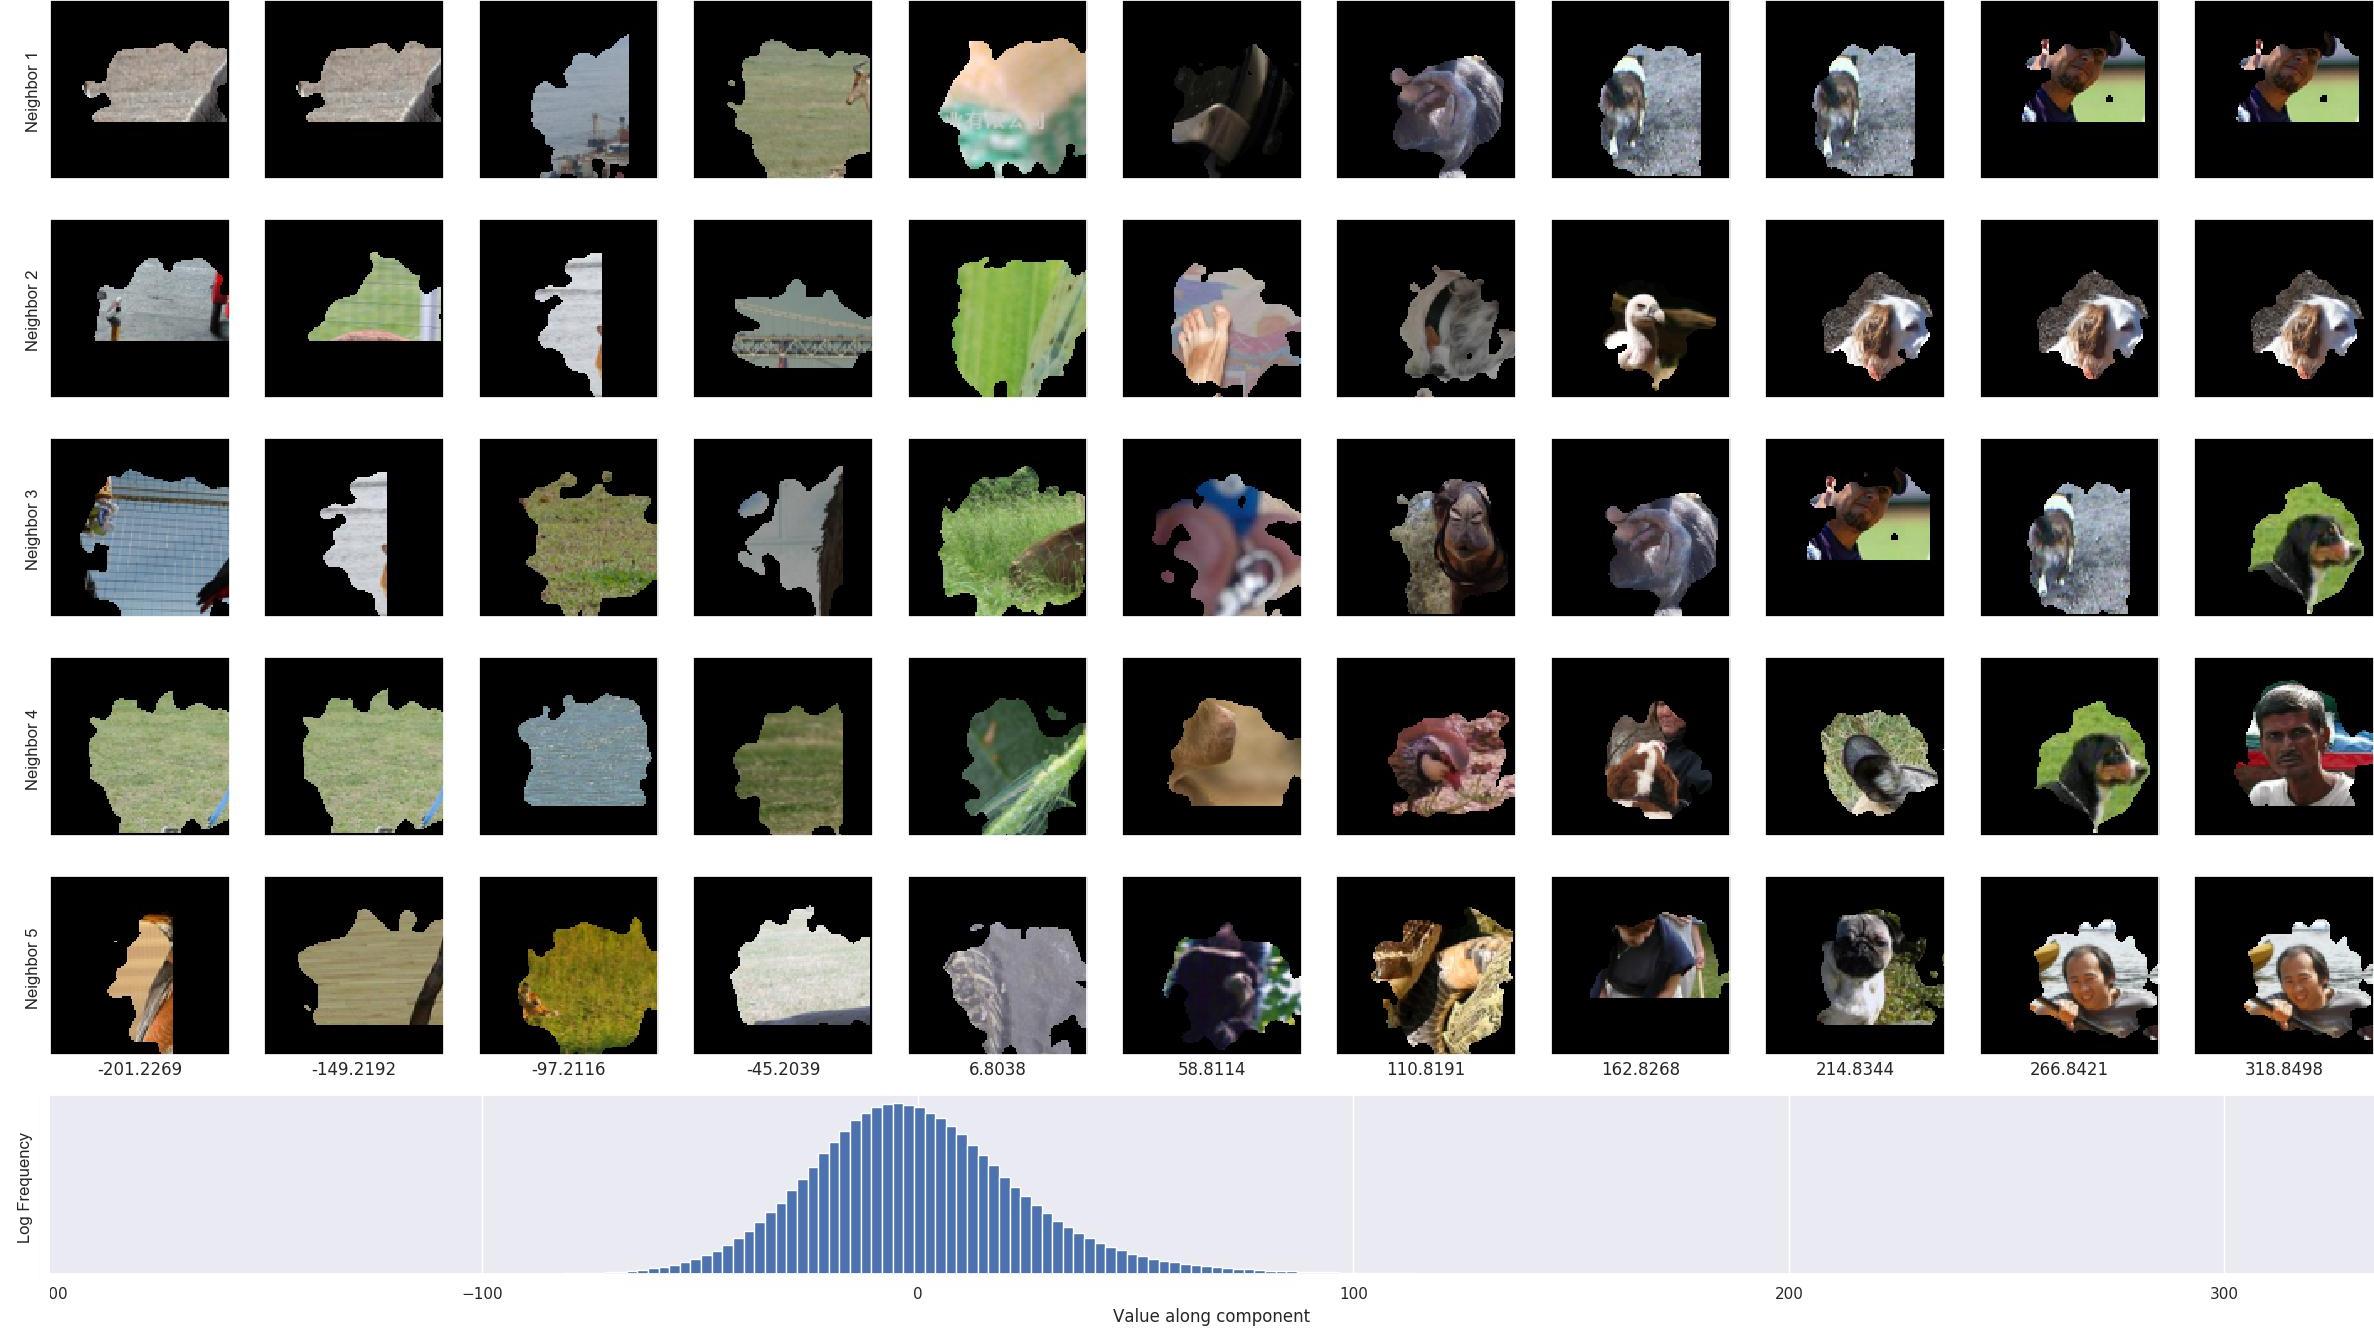 Neighbor 1
Neighbor 2
Neighbor 3
Neighbor 4
Neighbor 5
-201.2269 -149.2192 -97.2116 -45.2039 6.8038 58.8114 110.8191 162.8268 214.8344 266.8421 318.8498
Log Frequency
00 −100 0 100 200 300
Value along component